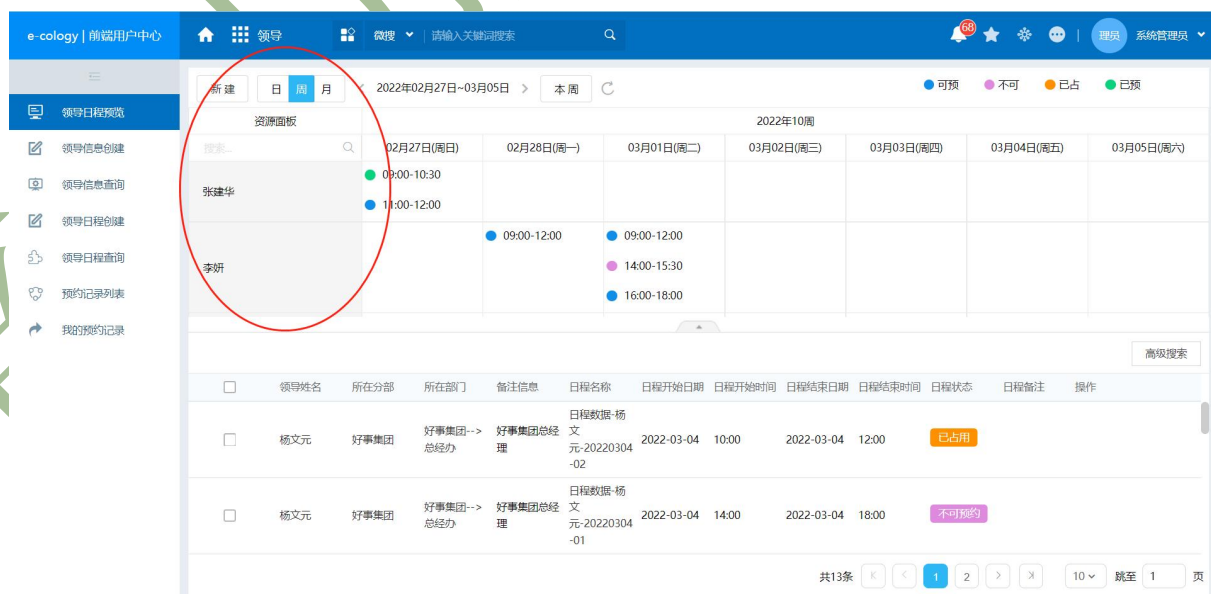 e-cology | 前端用户中心
领导
微搜
请输入关键词搜索
68
理员
系统管理员
领导日程预览
领导信息创建
领导信息查询
领导日程创建
领导日程查询
预约记录列表
我的预约记录
新建
日 周 月
2022年02月27日~03月05日
本周
可预 不可 已占 已预
资源面板
2022年10周
搜索...
02月27日(周日) 02月28日(周一) 03月01日(周二) 03月02日(周三) 03月03日(周四) 03月04日(周五) 03月05日(周六)
张建华
09:00-10:30
11:00-12:00
李妍
09:00-12:00
09:00-12:00
14:00-15:30
16:00-18:00
高级搜索
领导姓名 所在分部 所在部门 备注信息 日程名称 日程开始日期 日程开始时间 日程结束日期 日程结束时间 日程状态 日程备注 操作
杨文元
好事集团
好事集团-->
总经办
好事集团总经
理
日程数据-杨
文
元-20220304
-02
2022-03-04 10:00 2022-03-04 12:00 已占用
杨文元
好事集团
好事集团-->
总经办
好事集团总经
理
日程数据-杨
文
元-20220304
-01
2022-03-04 14:00 2022-03-04 18:00 不可预约
共13条 1 2 10 跳至 1 页